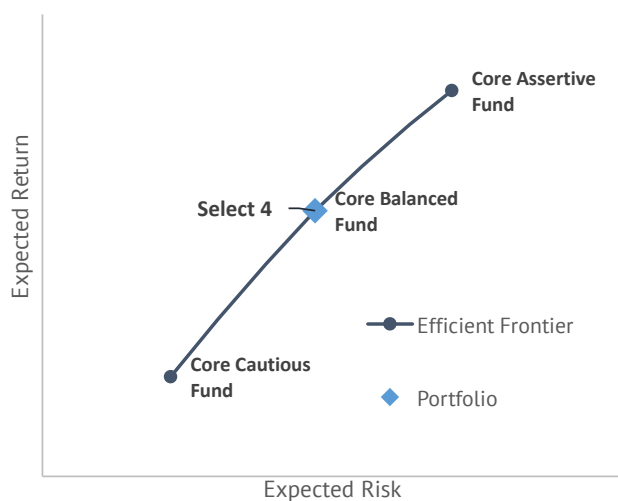 Core Assertive
Fund
Expected Return
Select 4
Core Balanced
Fund
Efficient Frontier
Core Cautious
Fund
Portfolio
Expected Risk